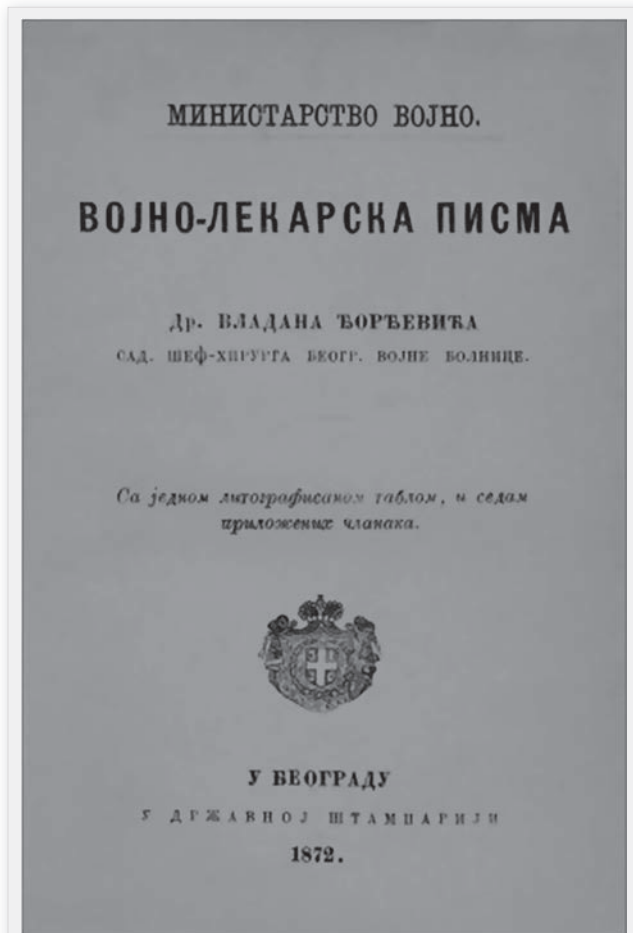 МИНИСТАРСТВО ВОЈНО.
ВОЈНО-ЛЕКАРСКА ПИСМА
Др. ВЛАДАНА ЂОРЂЕВИЋА
САД. ШЕФ-ХИРУРГА БЕОГР. ВОЈНЕ БОЛНИЦЕ.
Са једном литографисаном таблом, и седам
приложених чланака.
У БЕОГРАДУ
У ДРЖАВНОЈ ШТАМПАРИЈИ
1872.